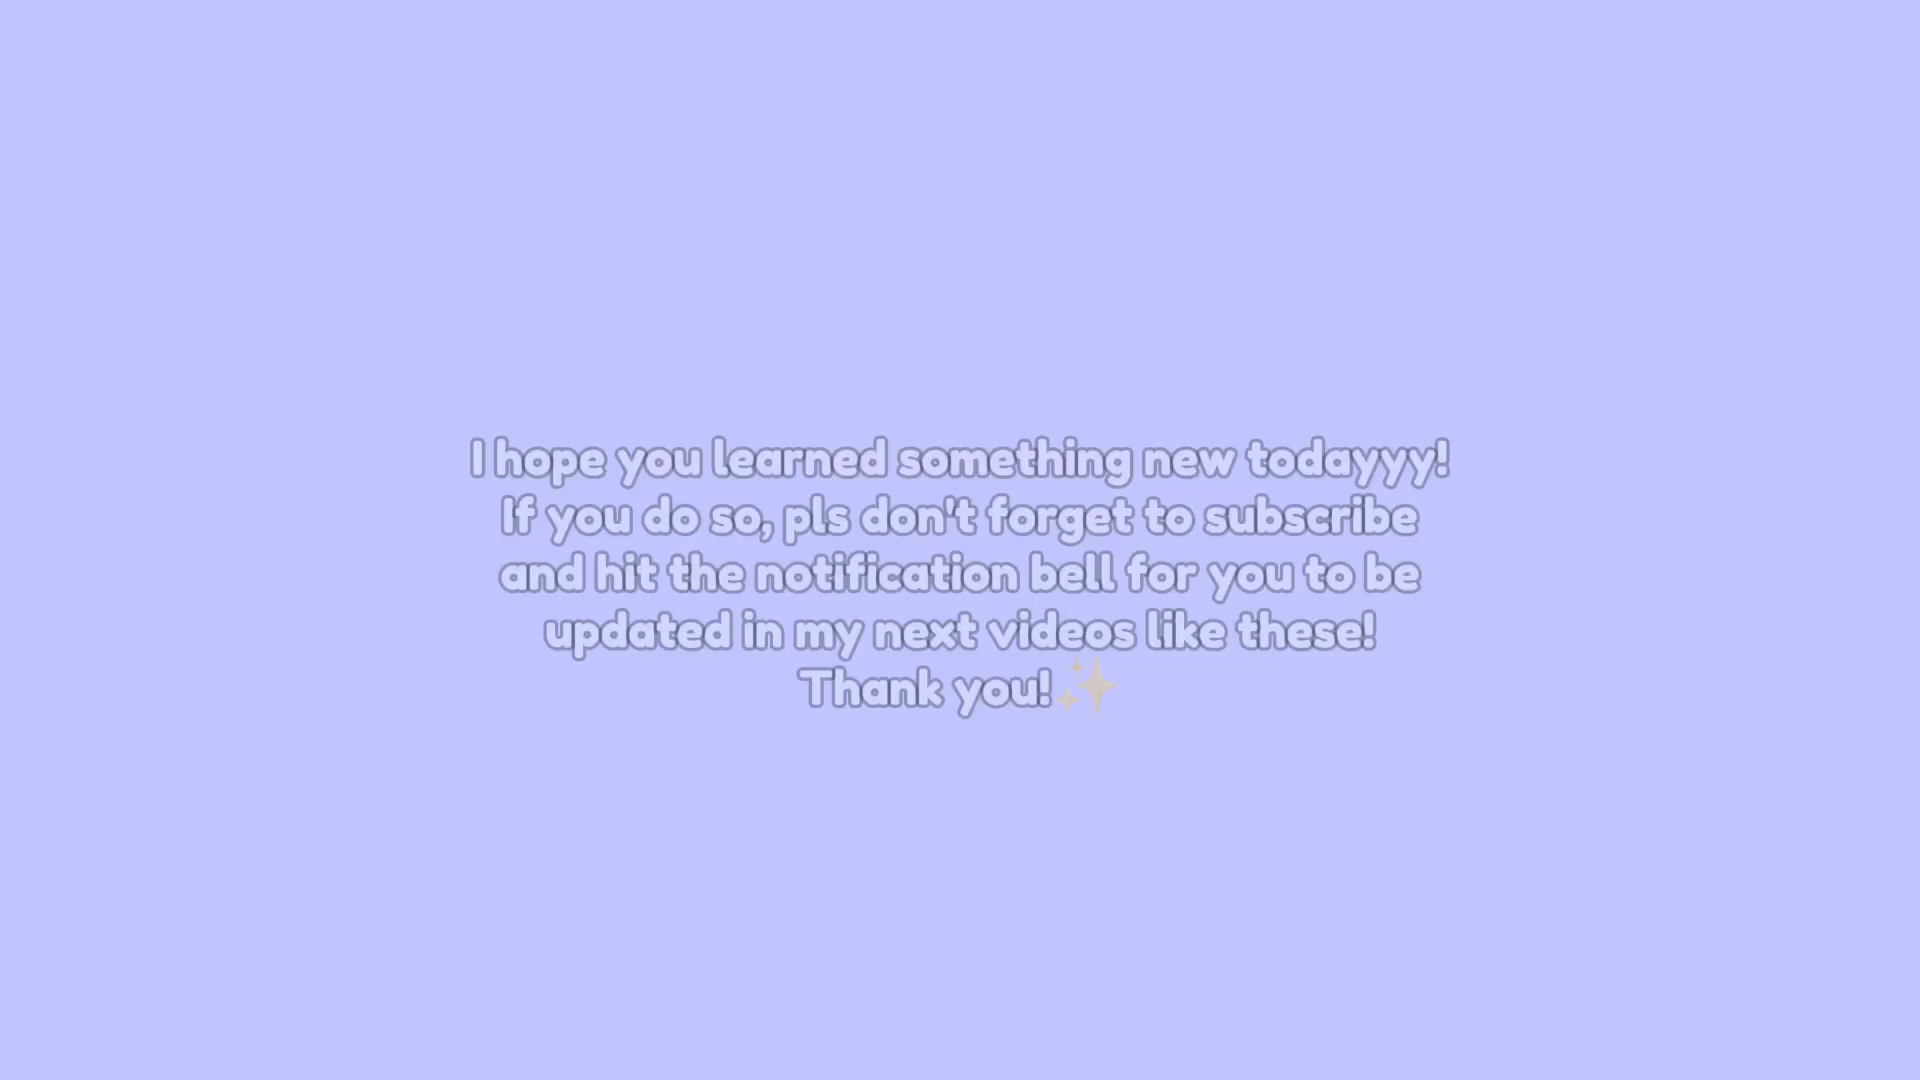 I hope you learned something new todayyy!
If you do so, pls don't forget to subscribe
and hit the notification bell for you to be
updated in my next videos like these!
Thank you!✨